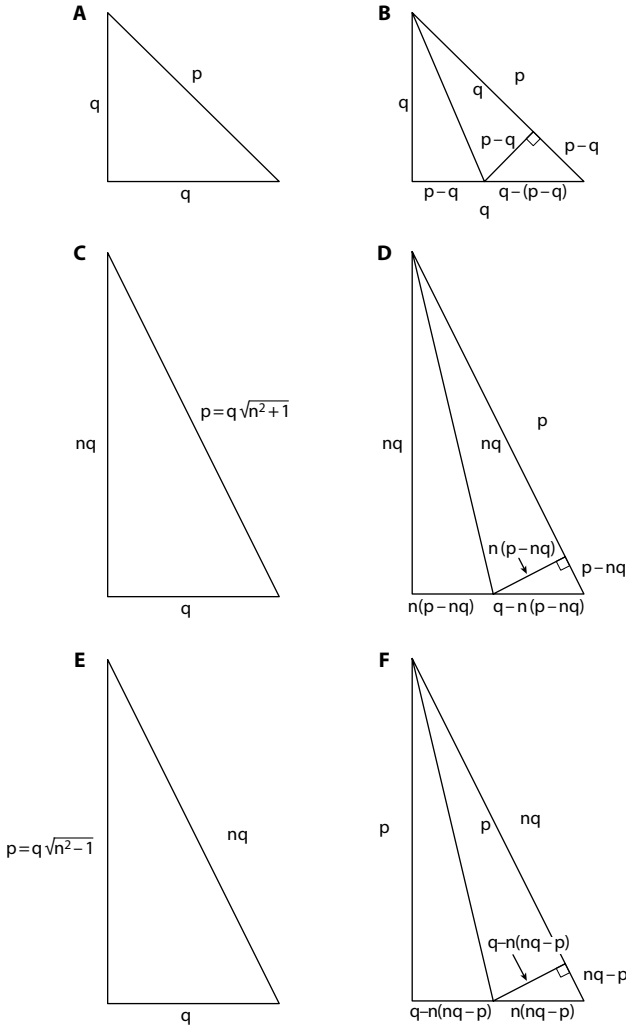 A
B
p
p
q
q
q
p – q
p – q
q
p – q
q – (p – q)
q
C
D
p = q √n² + 1
p
nq
nq
nq
n (p – nq)
p – nq
q
n(p – nq)
q – n (p – nq)
E
F
p = q √n² – 1
nq
p
p
nq
q–n(nq–p)
nq–p
q
q–n(nq–p)
n(nq–p)